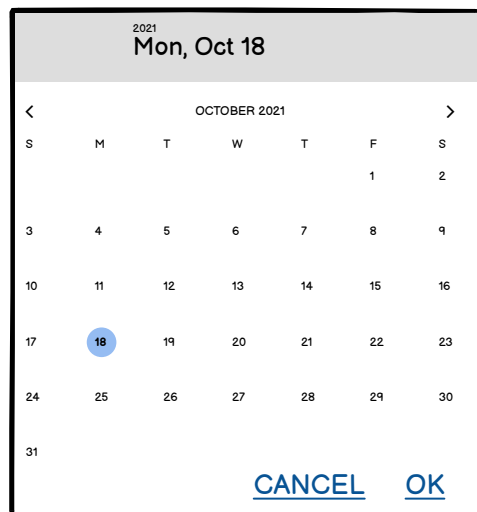 2021
Mon, Oct 18
OCTOBER 2021
S M T W T F S
1 2
3 4 5 6 7 8 9
10 11 12 13 14 15 16
17 18 19 20 21 22 23
24 25 26 27 28 29 30
31
CANCEL OK